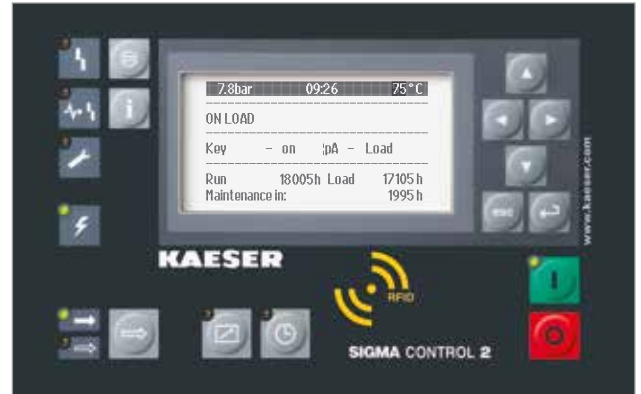 7.8bar 09:26 75°C
ON LOAD
Key - on pA - Load
Run 18005h Load 17105h
Maintenance in: 1995h
esc
www.kaeser.com
KAESER
RFID
I
O
SIGMA CONTROL 2